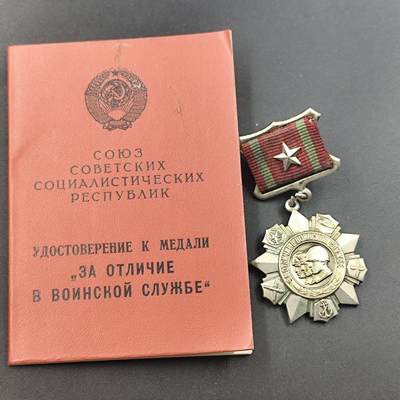 СОЮЗ
СОВЕТСКИХ
СОЦИАЛИСТИЧЕСКИХ
РЕСПУБЛИК
УДОСТОВЕРЕНИЕ К МЕДАЛИ
„ЗА ОТЛИЧИЕ
В ВОИНСКОЙ СЛУЖБЕ“